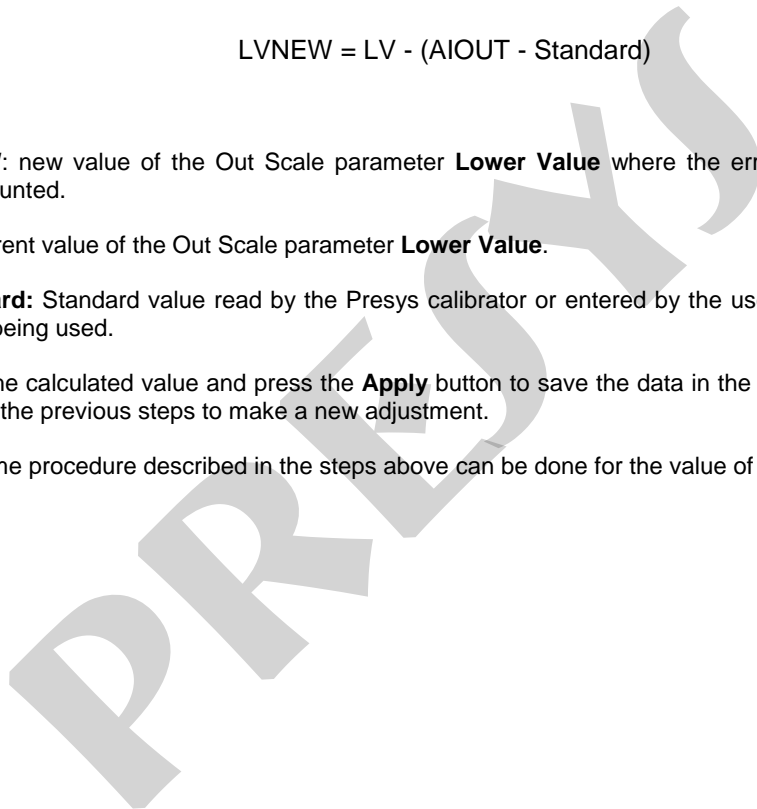 LVNEW = LV - (AIOUT - Standard)
: new value of the Out Scale parameter Lower Value where the err
unted.
rent value of the Out Scale parameter Lower Value.
ard: Standard value read by the Presys calibrator or entered by the us
being used.
he calculated value and press the Apply button to save the data in the
the previous steps to make a new adjustment.
me procedure described in the steps above can be done for the value of
PRESYS